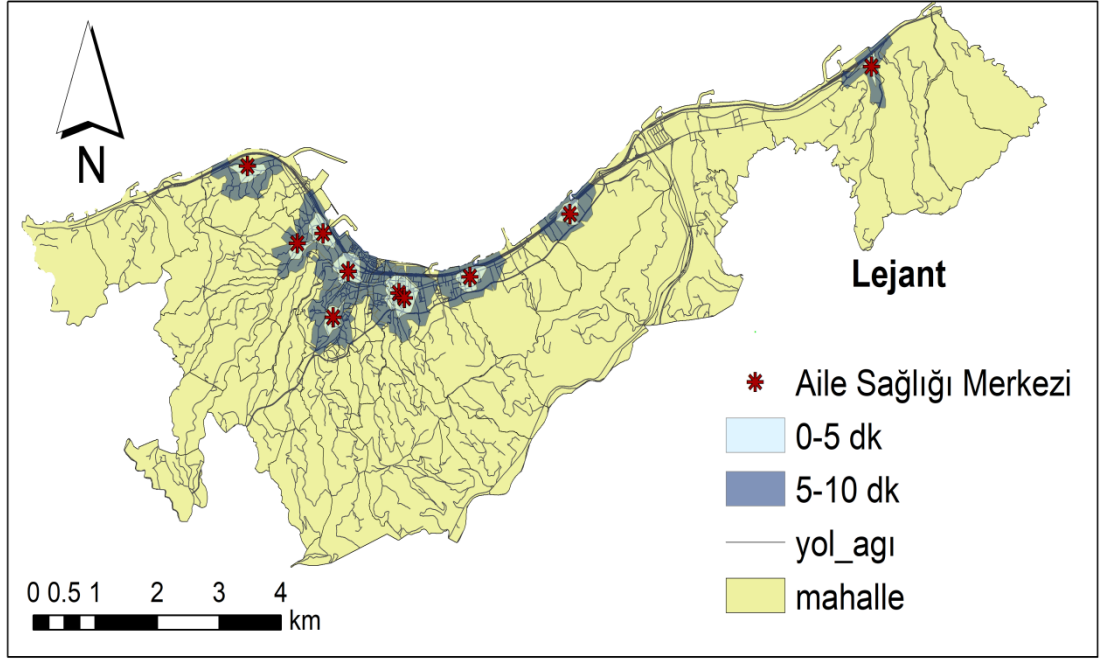 N
Lejant
Aile Sağlığı Merkezi
0-5 dk
5-10 dk
yol_agı
mahalle
0 0.5 1 2 3 4
km